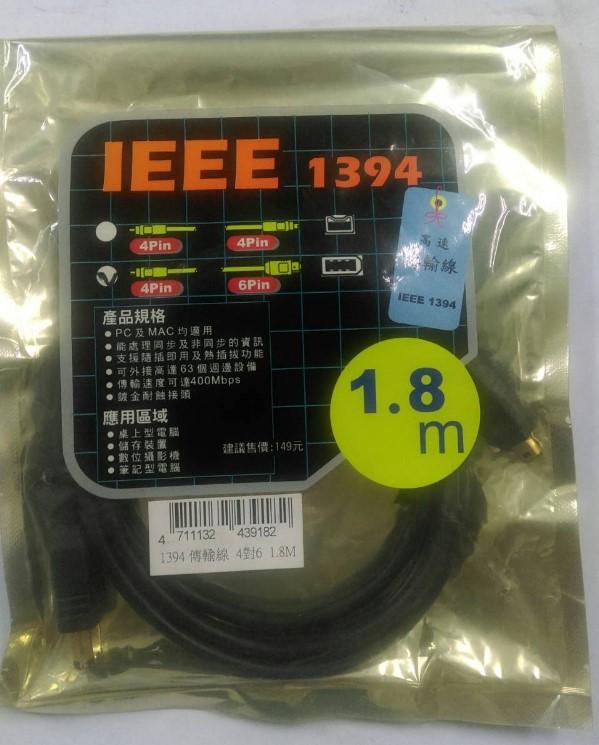 IEEE 1394
高速
輸線
IEEE 1394
4Pin 4Pin
4Pin 6Pin
產品規格
● PC及MAC均適用
● 能處理同步及非同步的資訊
● 支援隨插即用及熱插拔功能
● 可外接高達63個週邊設備
● 傳輸速度可達400Mbps
● 鍍金耐蝕接頭
應用區域
● 桌上型電腦
● 儲存裝置
● 數位攝影機
● 筆記型電腦
建議售價:149元
1.8
m
4 711132 439182
1394 傳輸線 4對6 1.8M